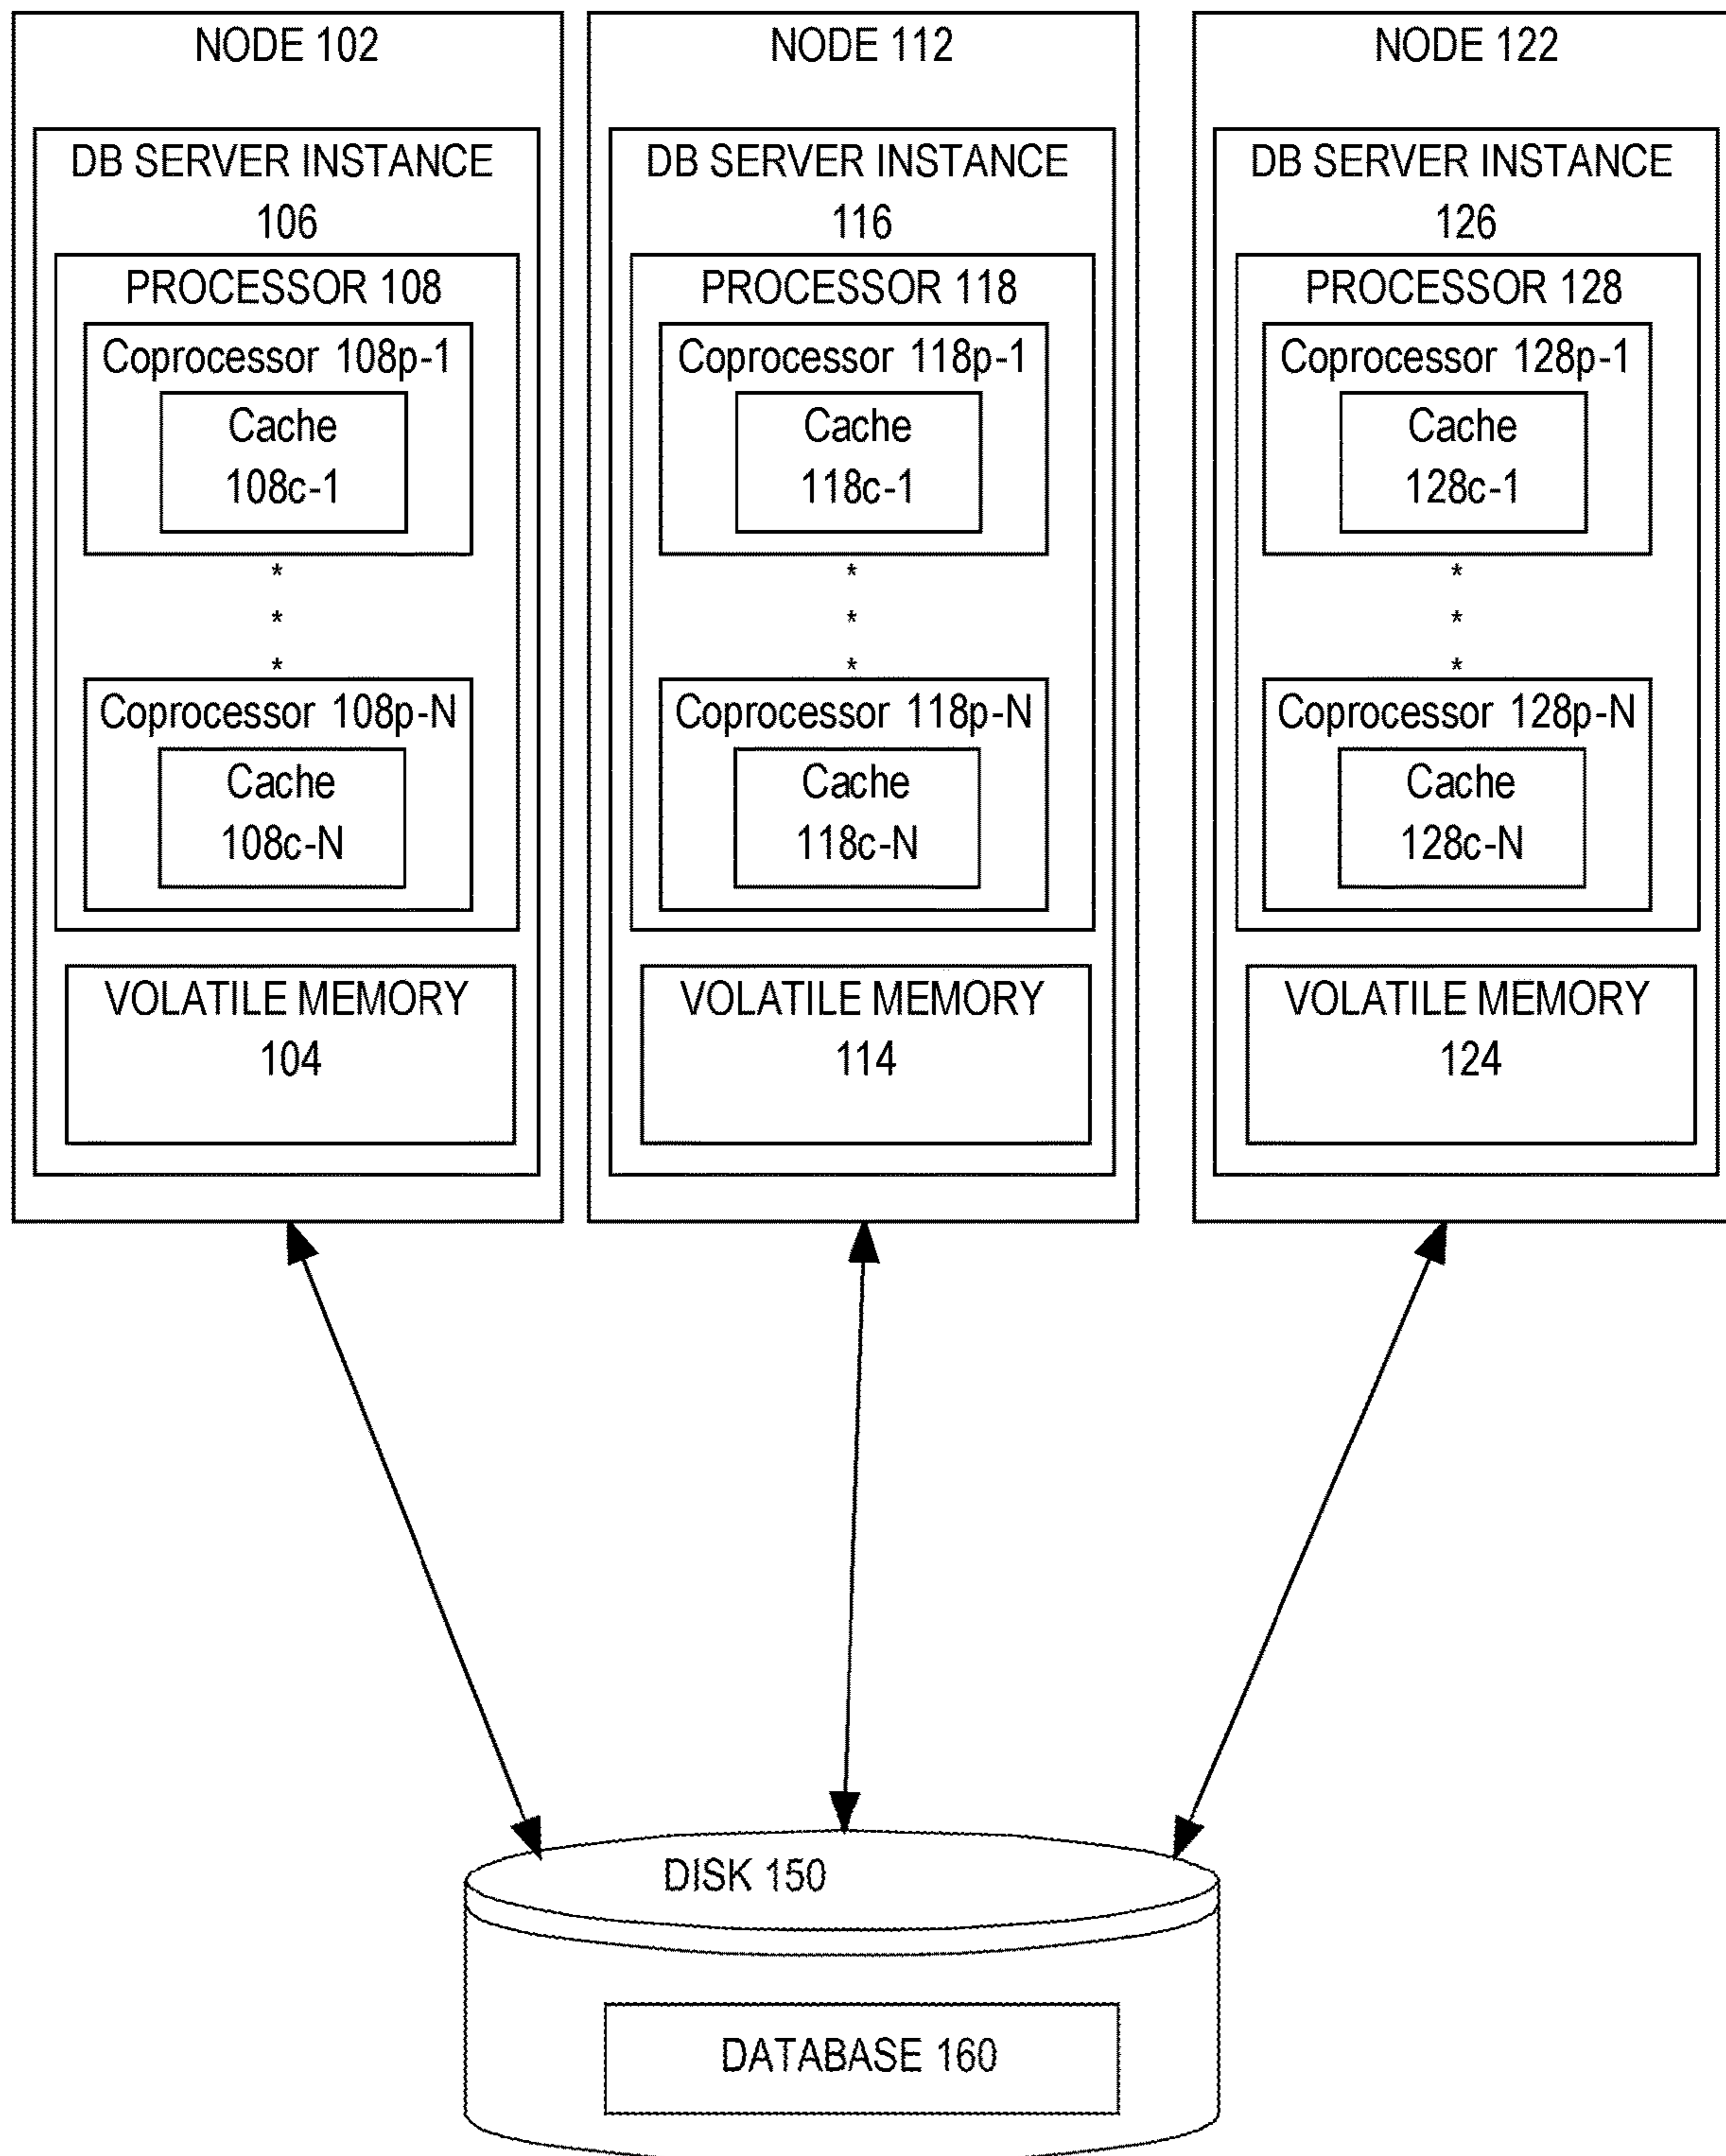 NODE 102
DB SERVER INSTANCE
106
PROCESSOR 108
Coprocessor 108p-1
Cache
108c-1
*
*
*
Coprocessor 108p-N
Cache
108c-N
VOLATILE MEMORY
104
NODE 112
DB SERVER INSTANCE
116
PROCESSOR 118
Coprocessor 118p-1
Cache
118c-1
*
*
*
Coprocessor 118p-N
Cache
118c-N
VOLATILE MEMORY
114
NODE 122
DB SERVER INSTANCE
126
PROCESSOR 128
Coprocessor 128p-1
Cache
128c-1
*
*
*
Coprocessor 128p-N
Cache
128c-N
VOLATILE MEMORY
124
DISK 150
DATABASE 160